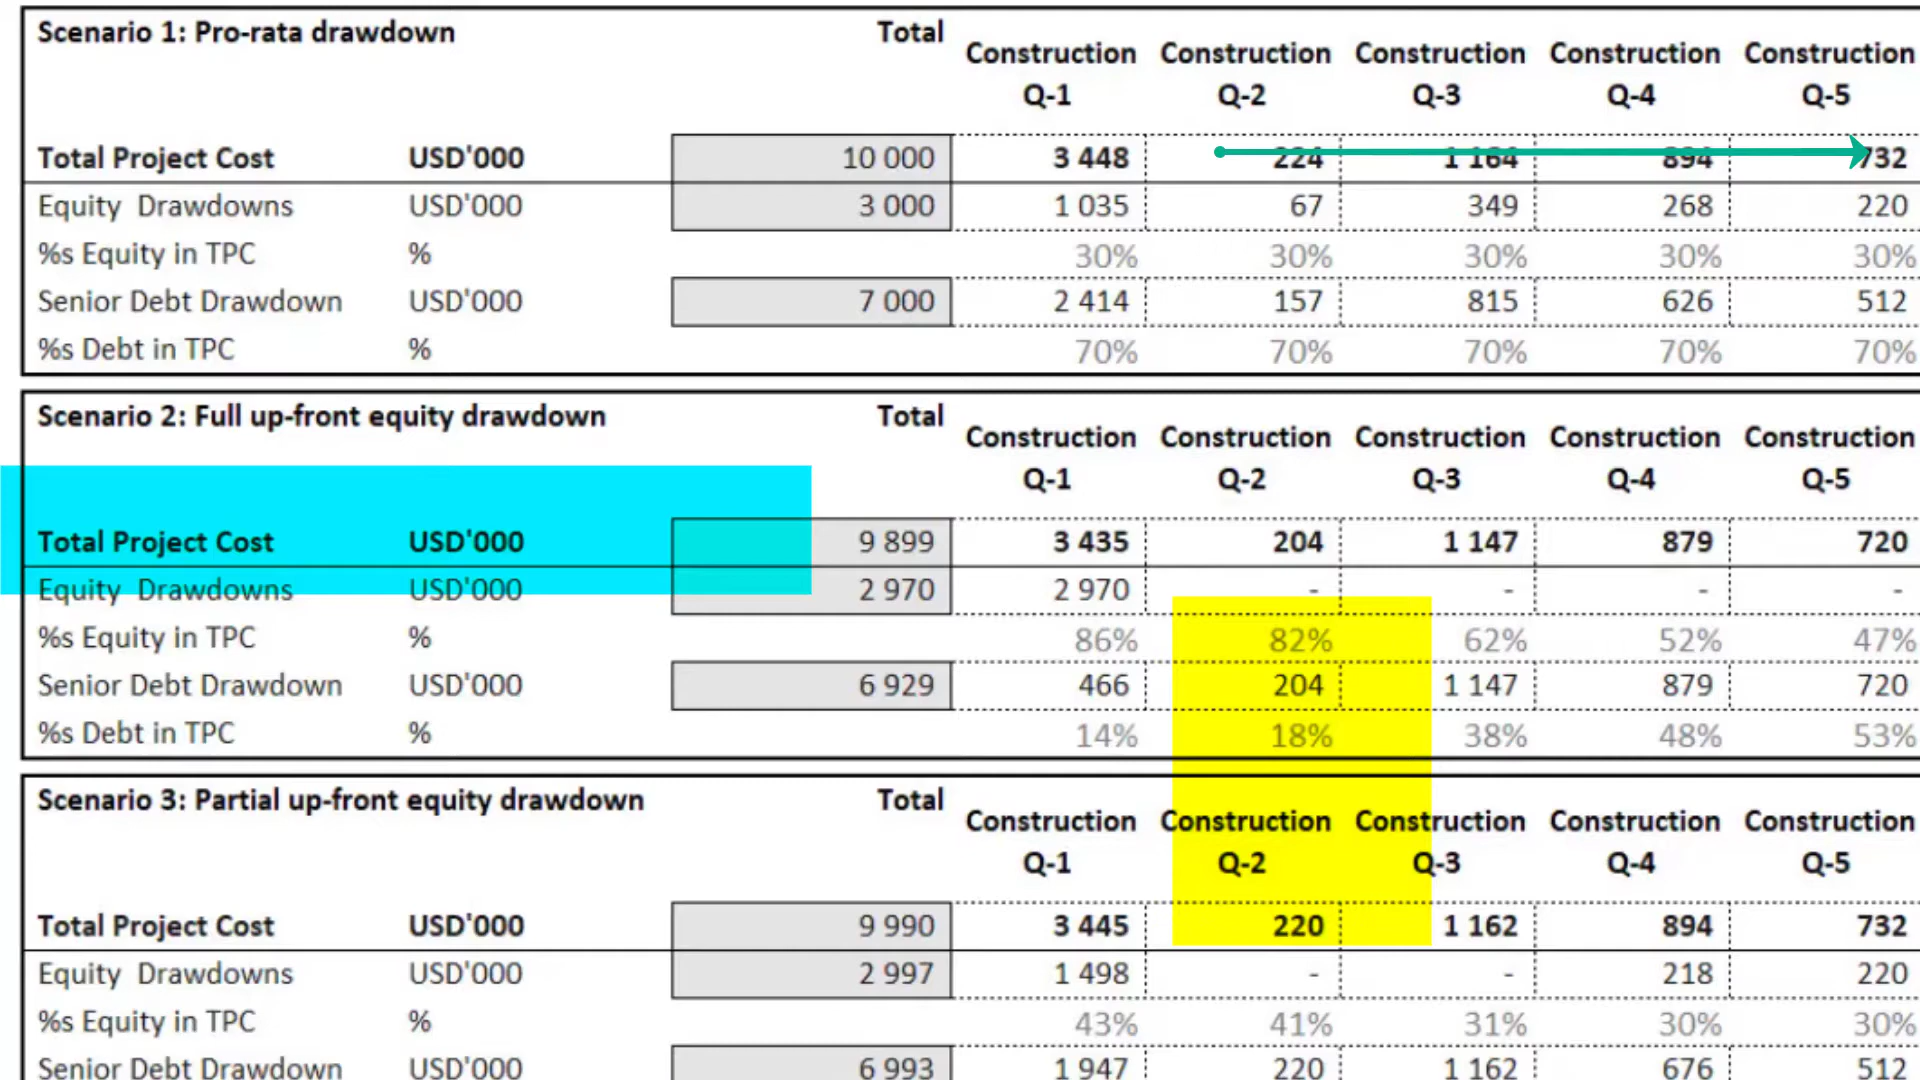 Scenario 1: Pro-rata drawdown Total Construction Q-1 Construction Q-2 Construction Q-3 Construction Q-4 Construction Q-5
Total Project Cost USD'000 10 000 3 448 224 1 164 894 732
Equity Drawdowns USD'000 3 000 1 035 67 349 268 220
%s Equity in TPC % 30% 30% 30% 30% 30%
Senior Debt Drawdown USD'000 7 000 2 414 157 815 626 512
%s Debt in TPC % 70% 70% 70% 70% 70%
Scenario 2: Full up-front equity drawdown Total Construction Q-1 Construction Q-2 Construction Q-3 Construction Q-4 Construction Q-5
Total Project Cost USD'000 9 899 3 435 204 1 147 879 720
Equity Drawdowns USD'000 2 970 2 970 - - - -
%s Equity in TPC % 86% 82% 62% 52% 47%
Senior Debt Drawdown USD'000 6 929 466 204 1 147 879 720
%s Debt in TPC % 14% 18% 38% 48% 53%
Scenario 3: Partial up-front equity drawdown Total Construction Q-1 Construction Q-2 Construction Q-3 Construction Q-4 Construction Q-5
Total Project Cost USD'000 9 990 3 445 220 1 162 894 732
Equity Drawdowns USD'000 2 997 1 498 - - 218 220
%s Equity in TPC % 43% 41% 31% 30% 30%
Senior Debt Drawdown USD'000 6 993 1 947 220 1 162 676 512